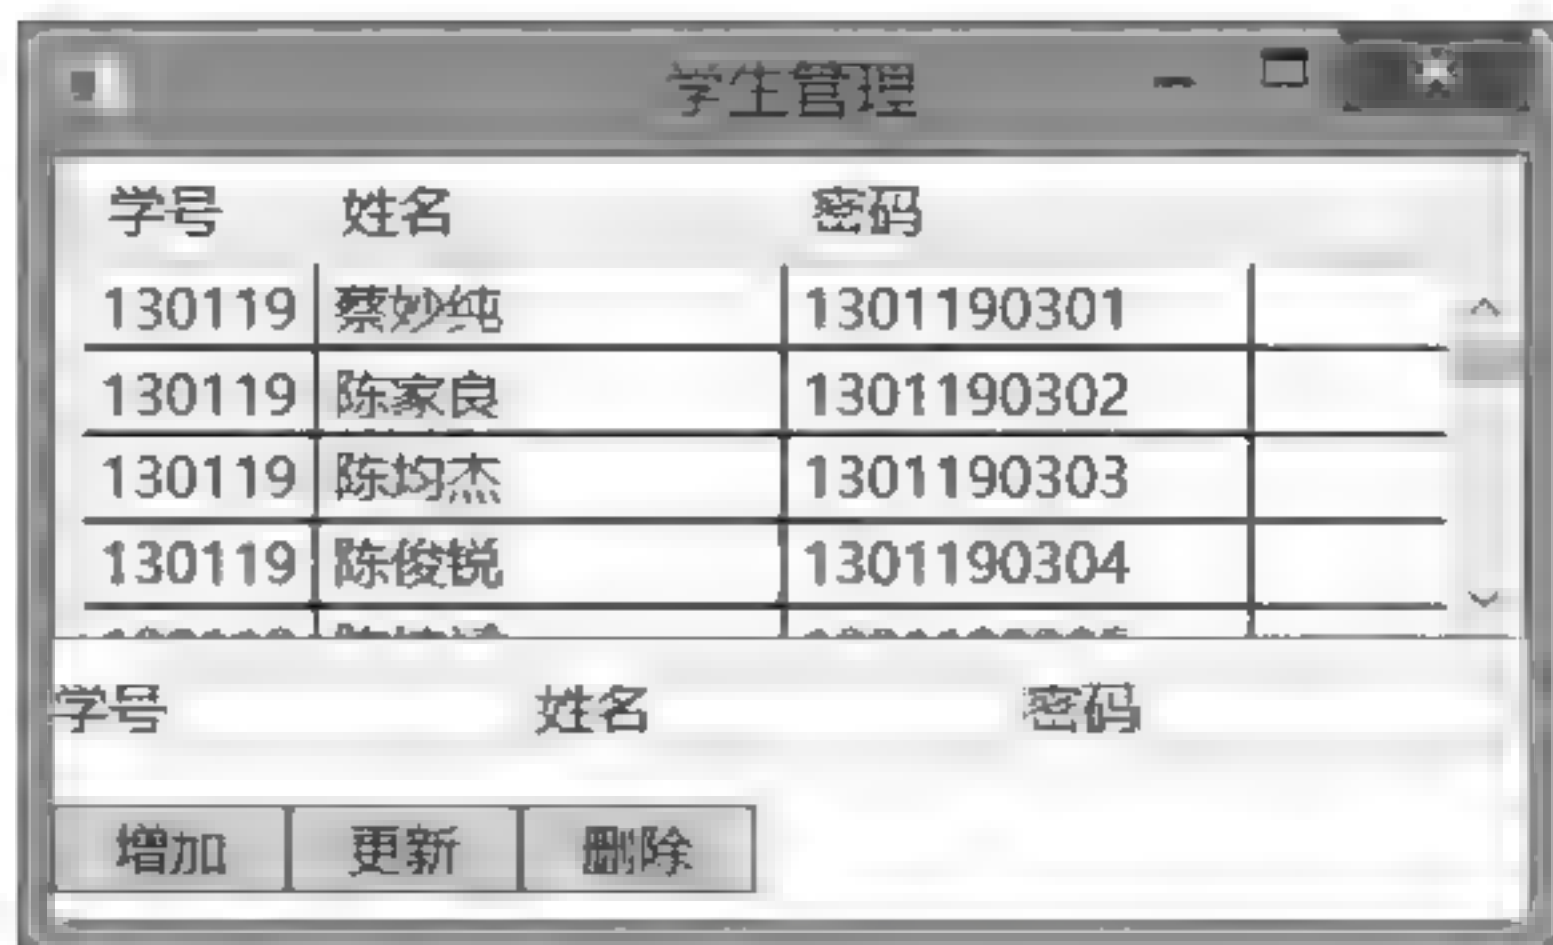 学生管理
学号 姓名 密码
130119 蔡妙纯 1301190301
130119 陈家良 1301190302
130119 陈均杰 1301190303
130119 陈俊锐 1301190304
学号 姓名 密码
增加 更新 删除